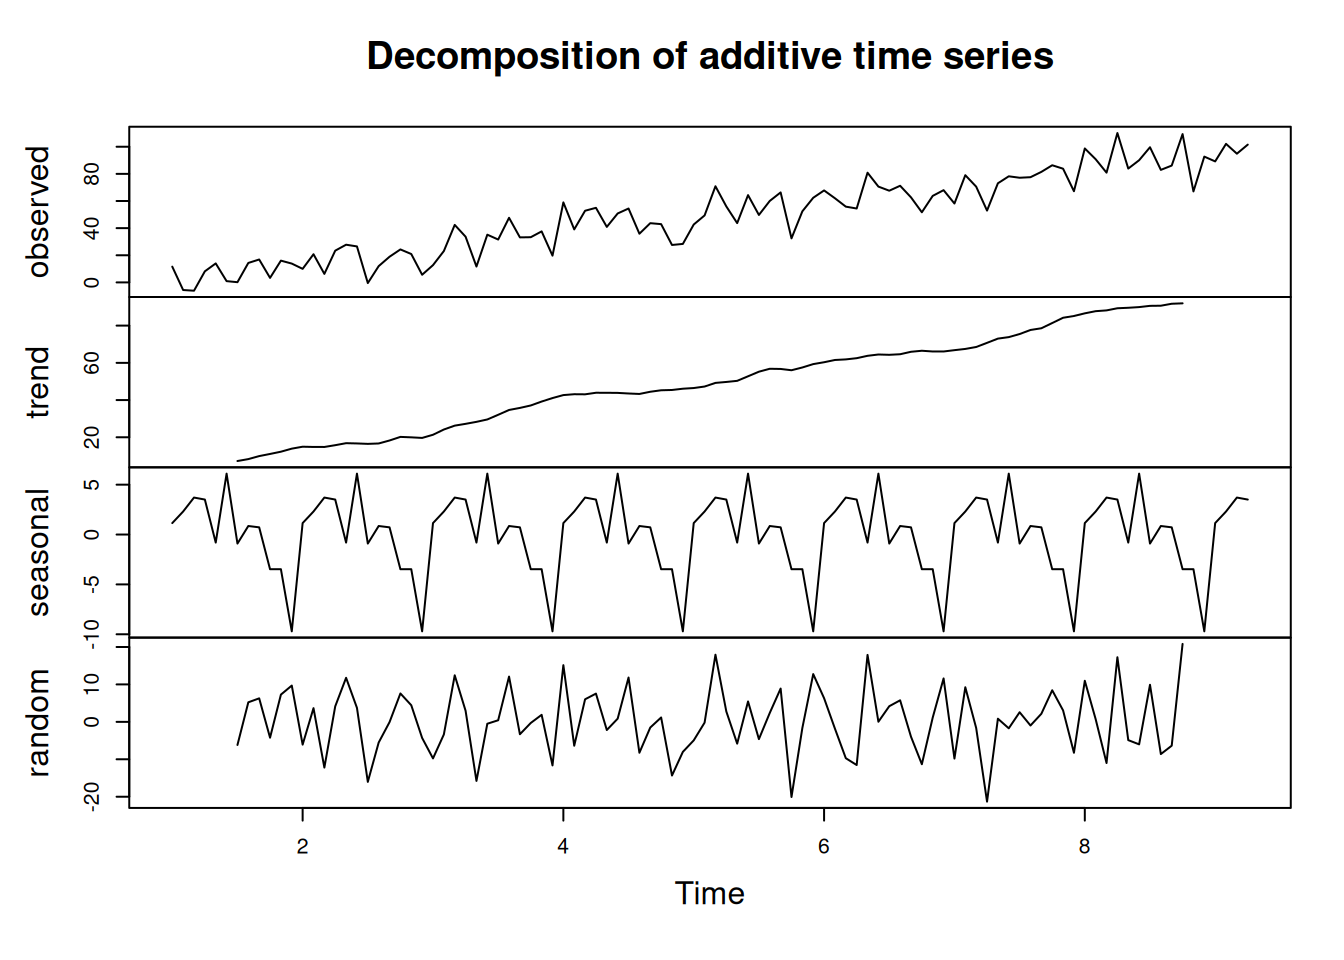 Decomposition of additive time series
observed
0 40 80
trend
20 60
seasonal
-10 -5 0 5
random
-20 0 10
2 4 6 8
Time